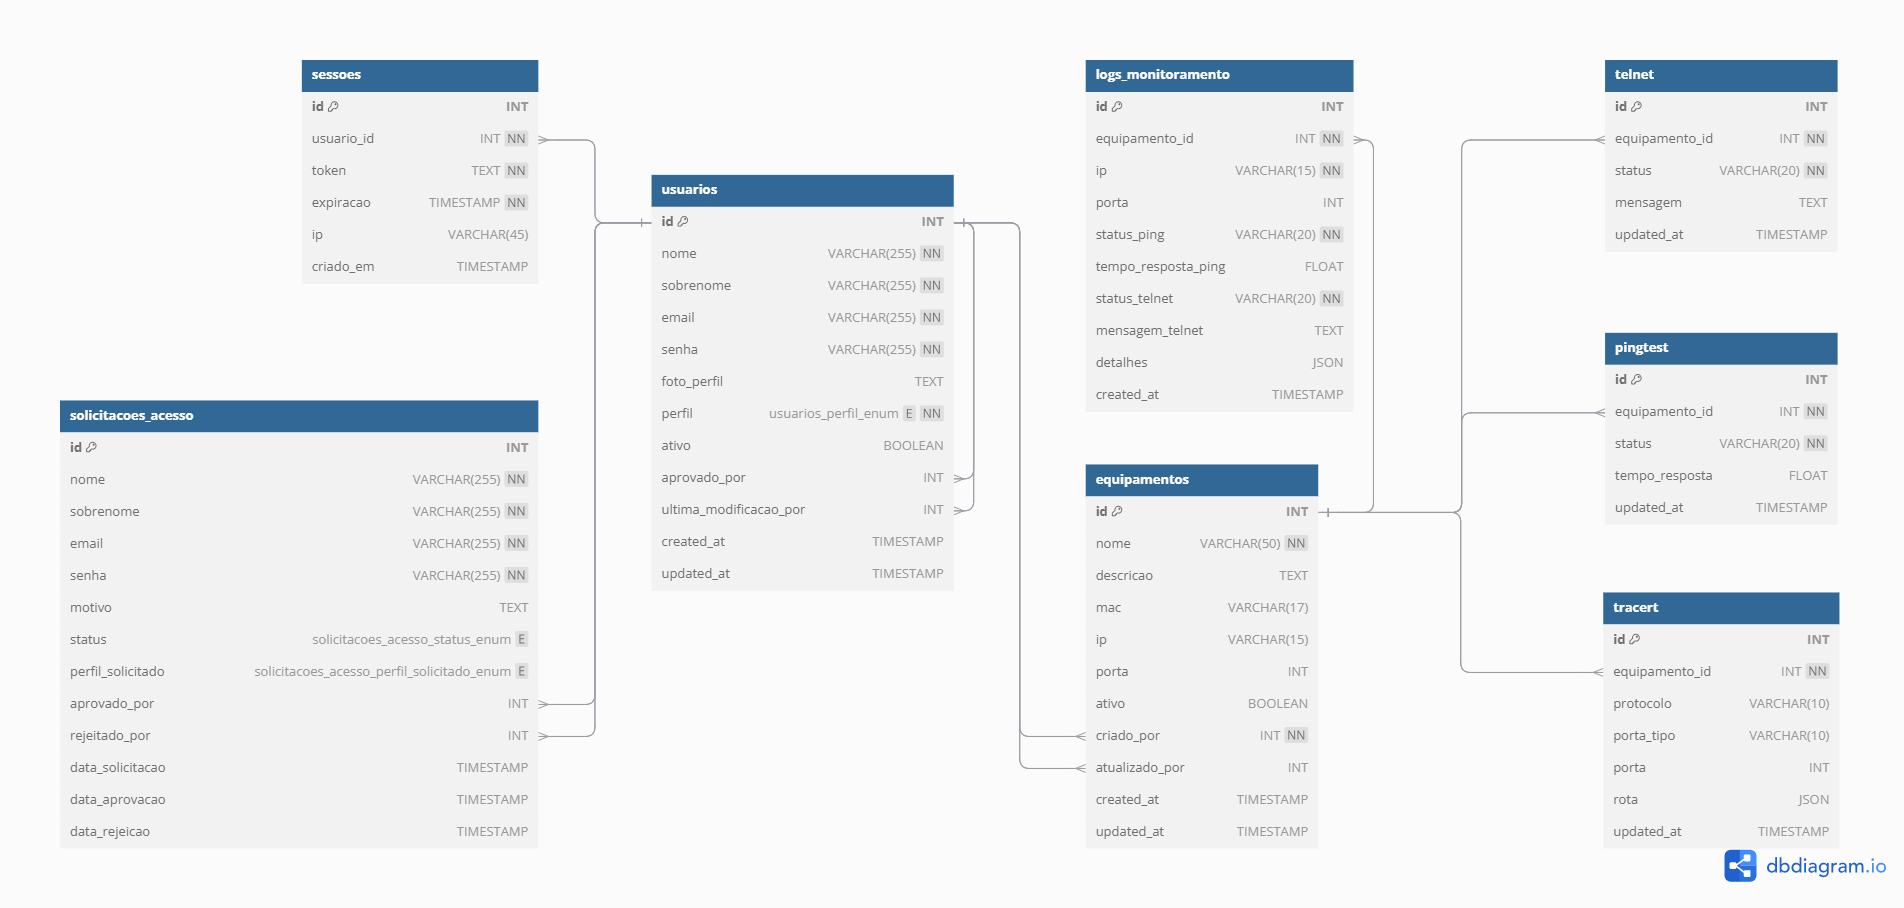 sessoes
id INT
usuario_id INT NN
token TEXT NN
expiracao TIMESTAMP NN
ip VARCHAR(45)
criado_em TIMESTAMP
solicitacoes_acesso
id INT
nome VARCHAR(255) NN
sobrenome VARCHAR(255) NN
email VARCHAR(255) NN
senha VARCHAR(255) NN
motivo TEXT
status solicitacoes_acesso_status_enum E
perfil_solicitado solicitacoes_acesso_perfil_solicitado_enum E
aprovado_por INT
rejeitado_por INT
data_solicitacao TIMESTAMP
data_aprovacao TIMESTAMP
data_rejeicao TIMESTAMP
usuarios
id INT
nome VARCHAR(255) NN
sobrenome VARCHAR(255) NN
email VARCHAR(255) NN
senha VARCHAR(255) NN
foto_perfil TEXT
perfil usuarios_perfil_enum E NN
ativo BOOLEAN
aprovado_por INT
ultima_modificacao_por INT
created_at TIMESTAMP
updated_at TIMESTAMP
logs_monitoramento
id INT
equipamento_id INT NN
ip VARCHAR(15) NN
porta INT
status_ping VARCHAR(20) NN
tempo_resposta_ping FLOAT
status_telnet VARCHAR(20) NN
mensagem_telnet TEXT
detalhes JSON
created_at TIMESTAMP
equipamentos
id INT
nome VARCHAR(50) NN
descricao TEXT
mac VARCHAR(17)
ip VARCHAR(15)
porta INT
ativo BOOLEAN
criado_por INT NN
atualizado_por INT
created_at TIMESTAMP
updated_at TIMESTAMP
telnet
id INT
equipamento_id INT NN
status VARCHAR(20) NN
mensagem TEXT
updated_at TIMESTAMP
pingtest
id INT
equipamento_id INT NN
status VARCHAR(20) NN
tempo_resposta FLOAT
updated_at TIMESTAMP
tracert
id INT
equipamento_id INT NN
protocolo VARCHAR(10)
porta_tipo VARCHAR(10)
porta INT
rota JSON
updated_at TIMESTAMP
dbdiagram.io